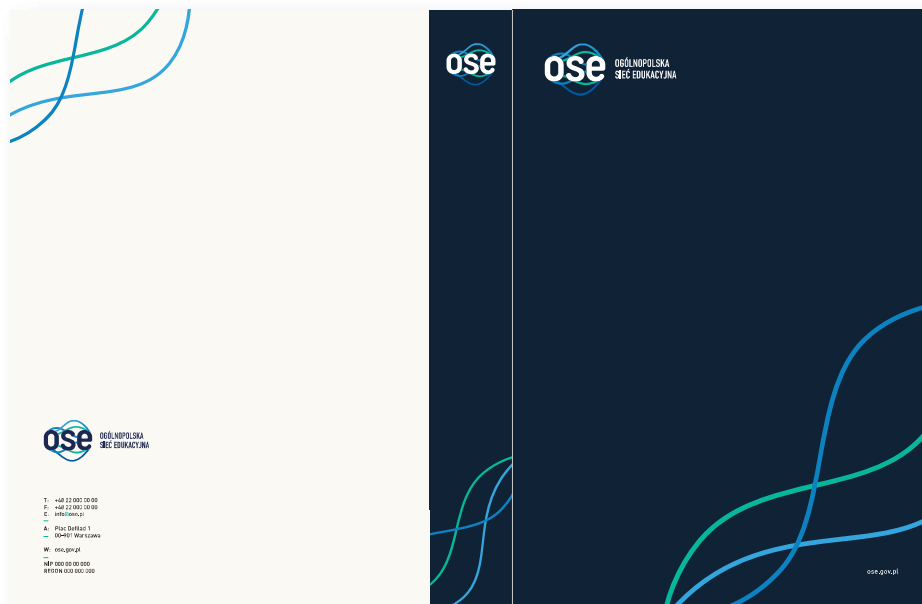 ose
OGÓLNOPOLSKA
SIEĆ EDUKACYJNA
T: +48 22 000 00 00
F: +48 22 000 00 00
E: info@ose.pl
A: Plac Defilad 1
00-901 Warszawa
W: ose.gov.pl
NIP 000 00 00 000
REGON 000 000 000
ose
ose
OGÓLNOPOLSKA
SIEĆ EDUKACYJNA
ose.gov.pl